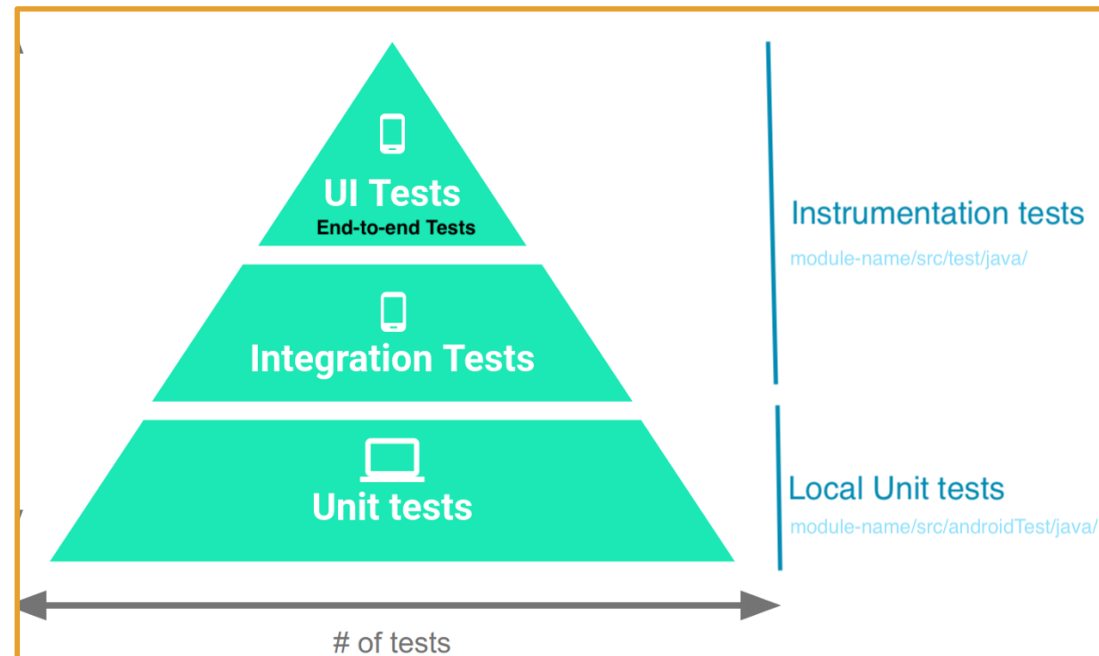 UI Tests
End-to-end Tests
Integration Tests
Unit tests
Instrumentation tests
module-name/src/test/java/
Local Unit tests
module-name/src/androidTest/java/
# of tests